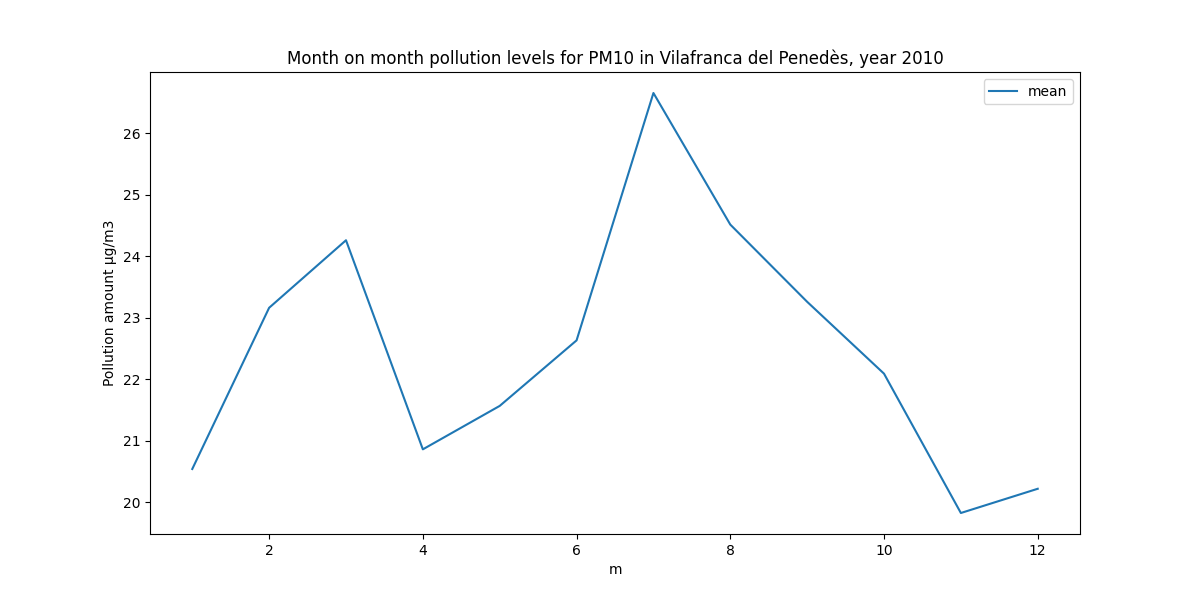 Month on month pollution levels for PM10 in Vilafranca del Penedès, year 2010
mean
Pollution amount µg/m3
26
25
24
23
22
21
20
2 4 6 8 10 12
m